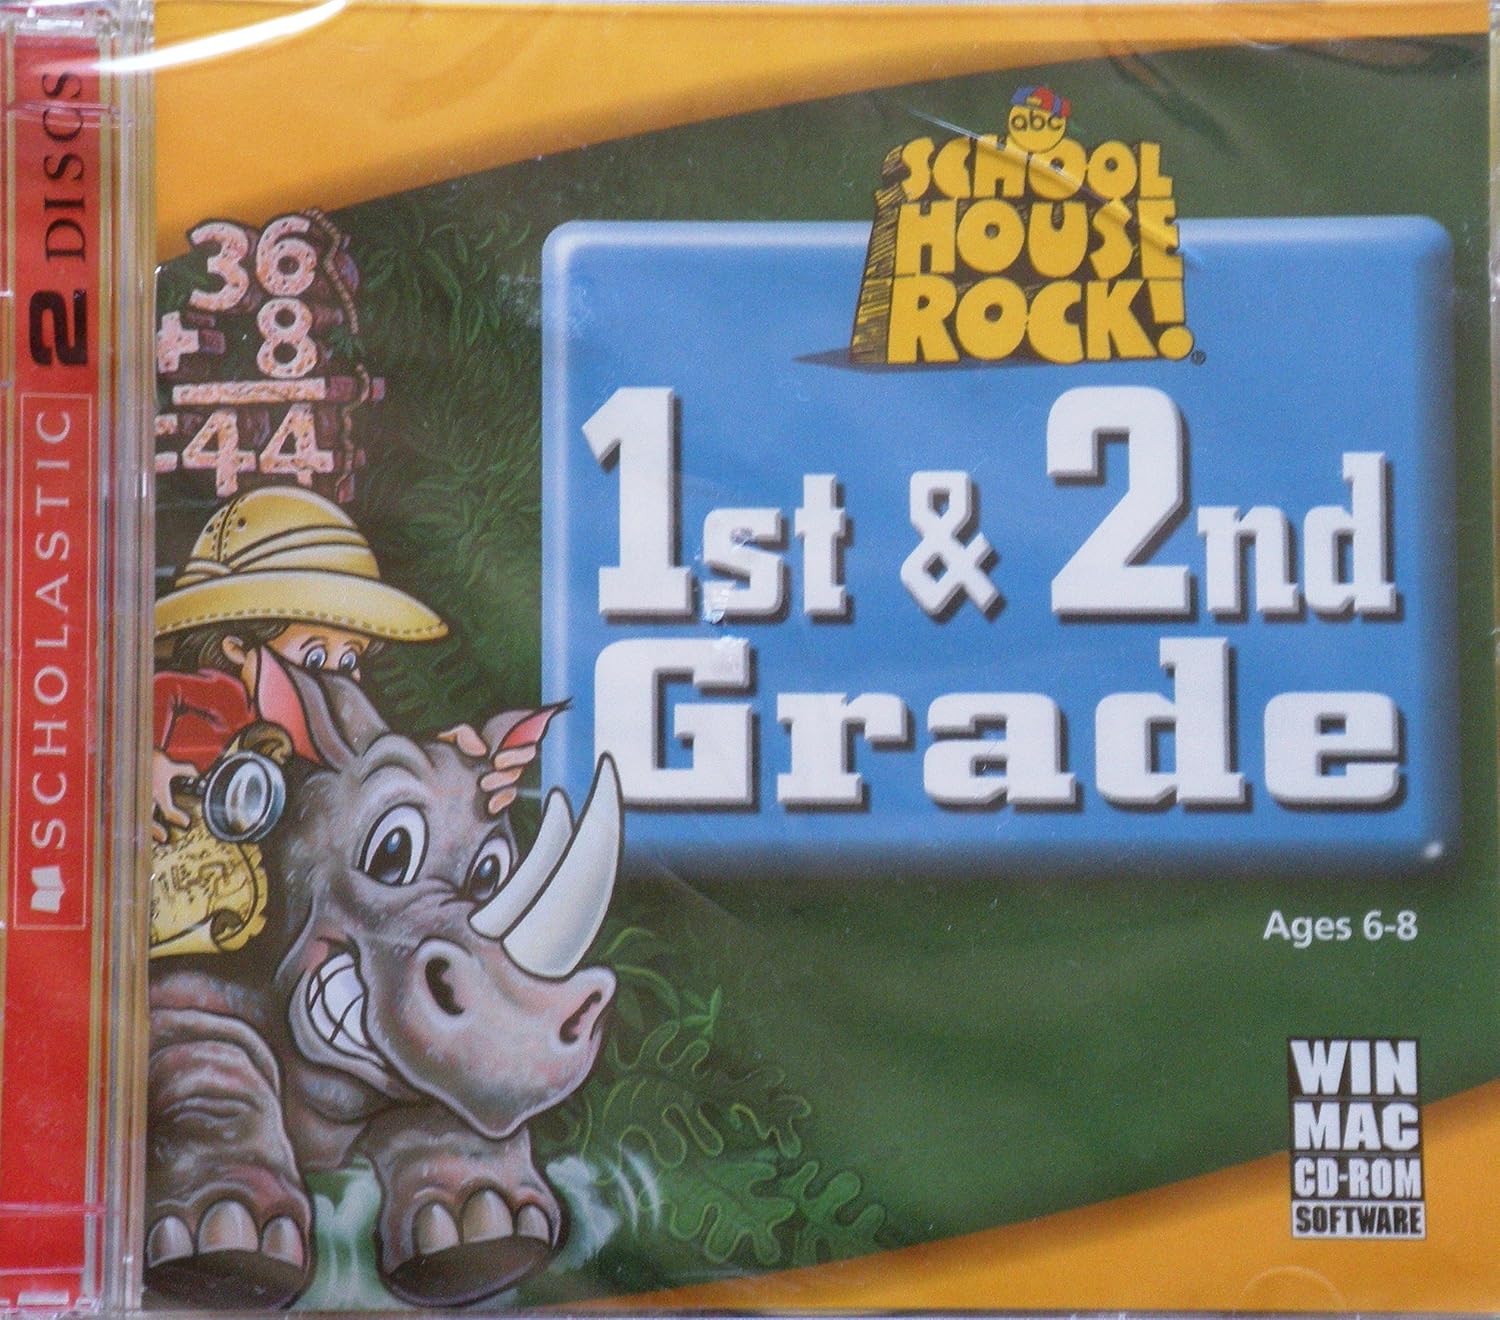 SCHOLASTIC 2 DISCS
36
+ 8
=44
abc
SCHOOL
HOUSE
ROCK!®
1st & 2nd
Grade
Ages 6-8
WIN
MAC
CD-ROM
SOFTWARE